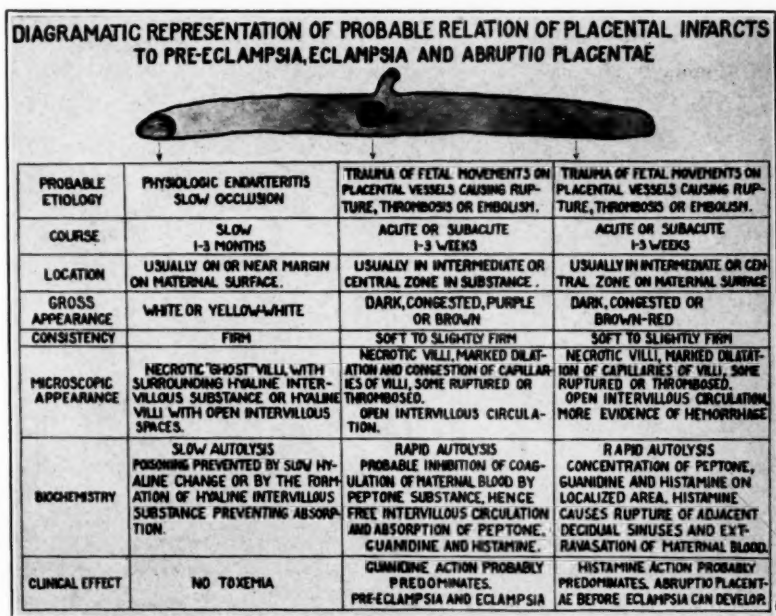 DIAGRAMATIC REPRESENTATION OF PROBABLE RELATION OF PLACENTAL INFARCTS
TO PRE-ECLAMPSIA, ECLAMPSIA AND ABRUPTIO PLACENTAE
PROBABLE
ETIOLOGY
PHYSIOLOGIC ENDARTERITIS
SLOW OCCLUSION
TRAUMA OF FETAL MOVEMENTS ON
PLACENTAL VESSELS CAUSING RUP-
TURE, THROMBOSIS OR EMBOLISM.
TRAUMA OF FETAL MOVEMENTS ON
PLACENTAL VESSELS CAUSING RUP-
TURE, THROMBOSIS OR EMBOLISM.
COURSE
SLOW
1-3 MONTHS
ACUTE OR SUBACUTE
1-3 WEEKS
ACUTE OR SUBACUTE
1-3 WEEKS
LOCATION
USUALLY ON OR NEAR MARGIN
ON MATERNAL SURFACE.
USUALLY IN INTERMEDIATE OR
CENTRAL ZONE IN SUBSTANCE.
USUALLY IN INTERMEDIATE OR CEN-
TRAL ZONE ON MATERNAL SURFACE
GROSS
APPEARANCE
WHITE OR YELLOW-WHITE
DARK, CONGESTED, PURPLE
OR BROWN
DARK, CONGESTED OR
BROWN-RED
CONSISTENCY
FIRM
SOFT TO SLIGHTLY FIRM
SOFT TO SLIGHTLY FIRM
MICROSCOPIC
APPEARANCE
NECROTIC "GHOST" VILLI, WITH
SURROUNDING HYALINE INTER-
VILLOUS SUBSTANCE OR HYALINE
VILLI WITH OPEN INTERVILLOUS
SPACES.
NECROTIC VILLI, MARKED DILAT-
ATION AND CONGESTION OF CAPILLAR-
IES OF VILLI, SOME RUPTURED OR
THROMBOSED.
OPEN INTERVILLOUS CIRCULA-
TION.
NECROTIC VILLI, MARKED DILATAT-
ION OF CAPILLARIES OF VILLI, SOME
RUPTURED OR THROMBOSED.
OPEN INTERVILLOUS CIRCULATION,
MORE EVIDENCE OF HEMORRHAGE
BIOCHEMISTRY
SLOW AUTOLYSIS
POISONING PREVENTED BY SLOW HY-
ALINE CHANGE OR BY THE FORM-
ATION OF HYALINE INTERVILLOUS
SUBSTANCE PREVENTING ABSORP-
TION.
RAPID AUTOLYSIS
PROBABLE INHIBITION OF COAG-
ULATION OF MATERNAL BLOOD BY
PEPTONE SUBSTANCE, HENCE
FREE INTERVILLOUS CIRCULATION
AND ABSORPTION OF PEPTONE,
GUANIDINE AND HISTAMINE.
RAPID AUTOLYSIS
CONCENTRATION OF PEPTONE,
GUANIDINE AND HISTAMINE ON
LOCALIZED AREA. HISTAMINE
CAUSES RUPTURE OF ADJACENT
DECIDUAL SINUSES AND EXT-
RAVASATION OF MATERNAL BLOOD.
CLINICAL EFFECT
NO TOXEMIA
GUANIDINE ACTION PROBABLY
PREDOMINATES.
PRE-ECLAMPSIA AND ECLAMPSIA
HISTAMINE ACTION PROBABLY
PREDOMINATES. ABRUPTIO PLACENT-
AE BEFORE ECLAMPSIA CAN DEVELOP.